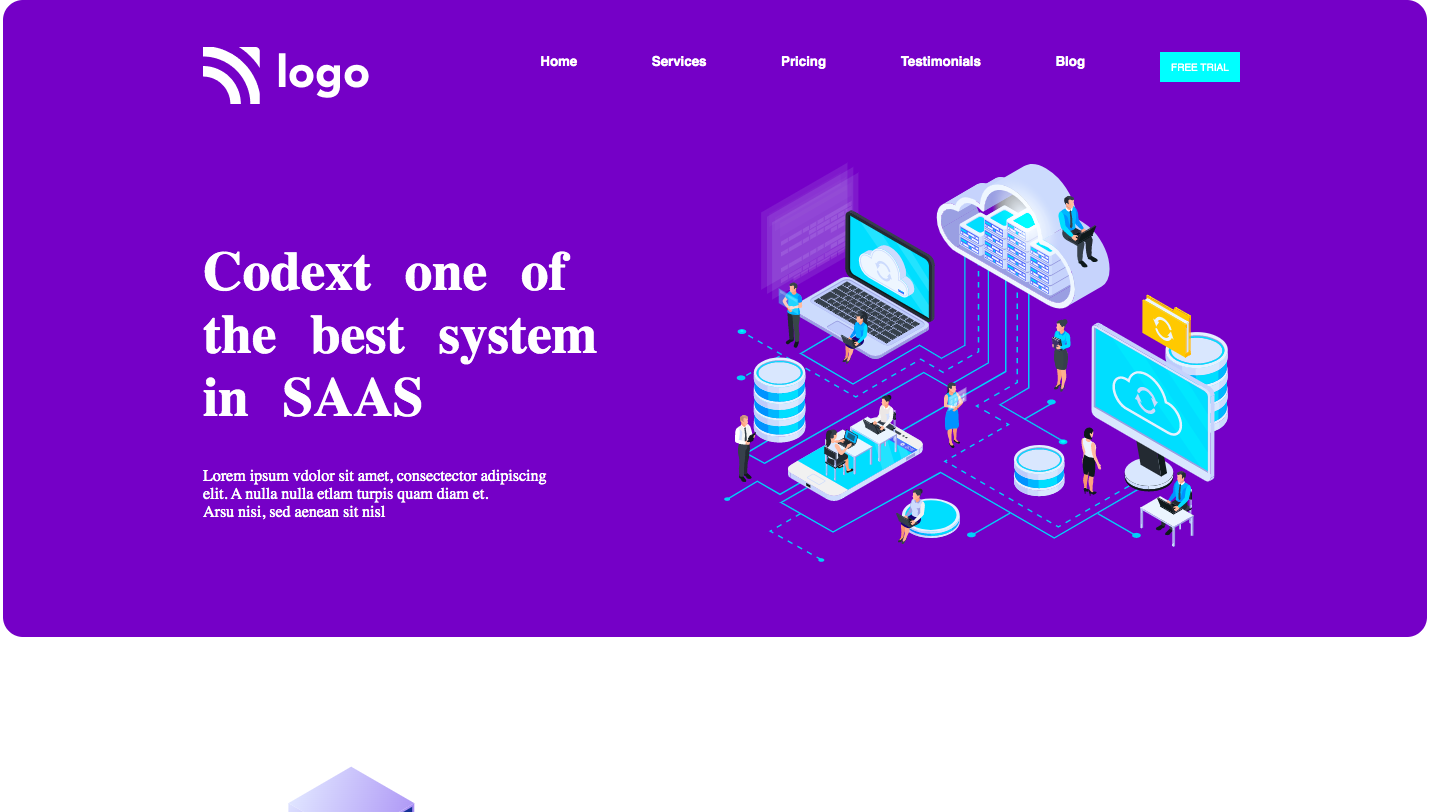 logo
Home
Services
Pricing
Testimonials
Blog
FREE TRIAL
Codext one of
the best system
in SAAS
Lorem ipsum vdolor sit amet, consectector adipiscing
elit. A nulla nulla etlam turpis quam diam et.
Arsu nisi, sed aenean sit nisl